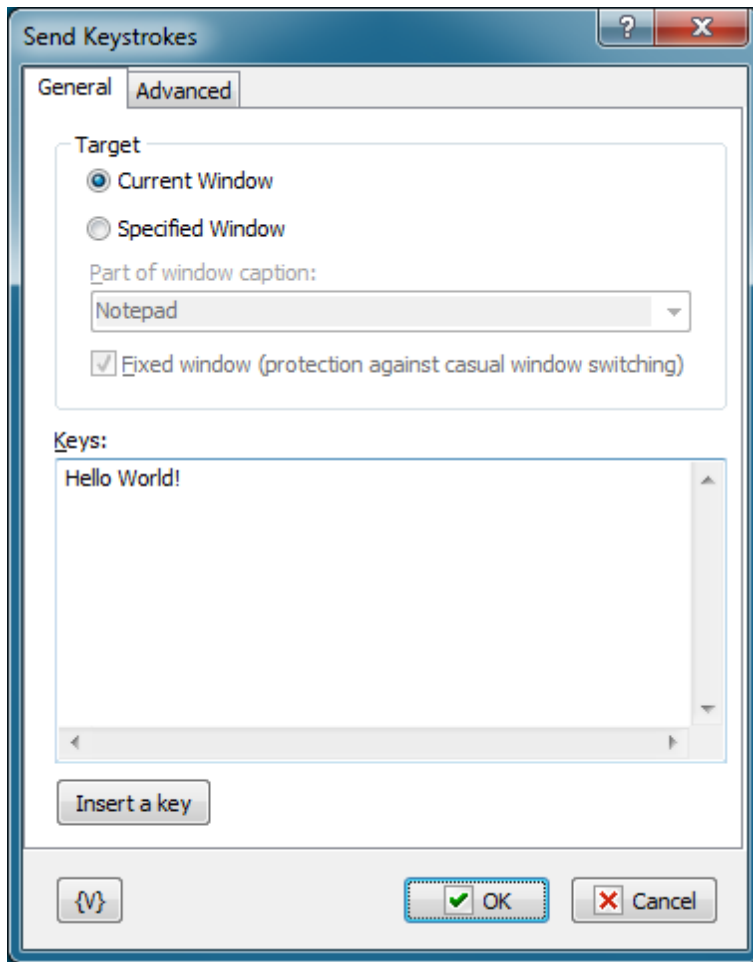 Send Keystrokes
?
General Advanced
Target
Current Window
Specified Window
Part of window caption:
Notepad
Fixed window (protection against casual window switching)
Keys:
Hello World!
Insert a key
{V} OK Cancel